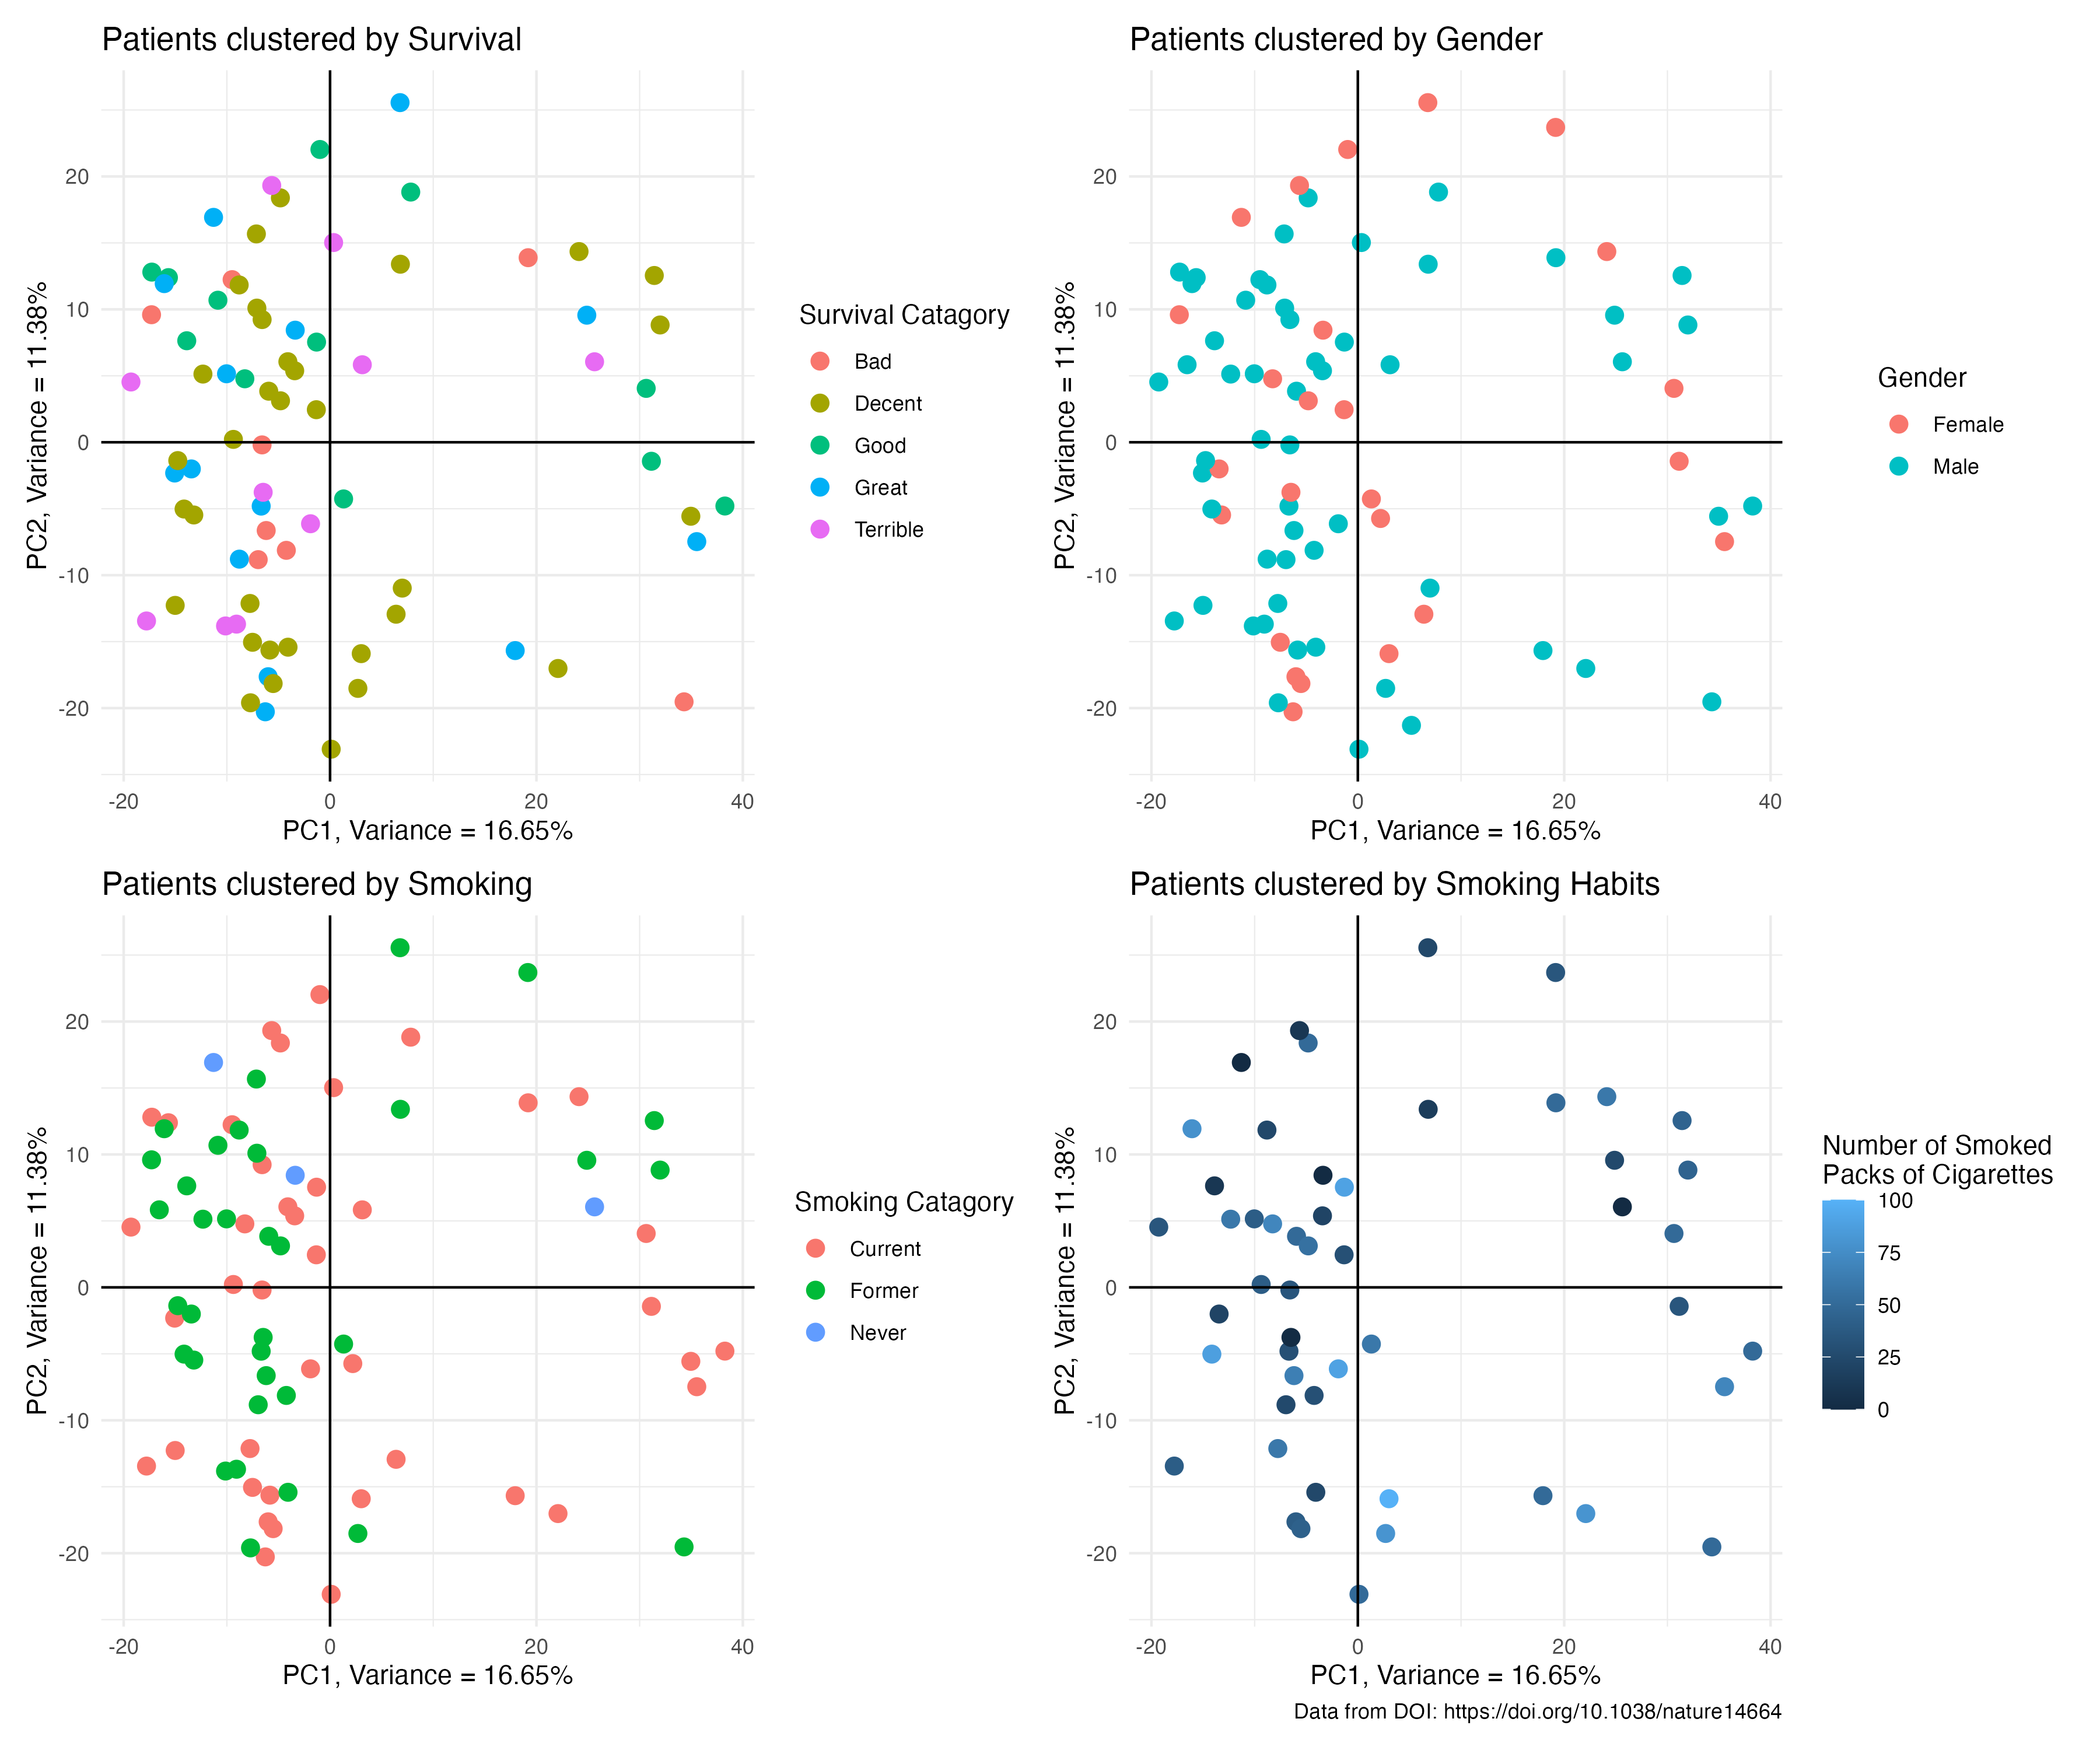 Patients clustered by Survival
20
10
0
-10
-20
-20
0
20
40
PC2, Variance = 11.38%
PC1, Variance = 16.65%
Survival Catagory
Bad
Decent
Good
Great
Terrible
Patients clustered by Gender
20
10
0
-10
-20
-20
0
20
40
PC2, Variance = 11.38%
PC1, Variance = 16.65%
Gender
Female
Male
Patients clustered by Smoking
20
10
0
-10
-20
-20
0
20
40
PC2, Variance = 11.38%
PC1, Variance = 16.65%
Smoking Catagory
Current
Former
Never
Patients clustered by Smoking Habits
20
10
0
-10
-20
-20
0
20
40
PC2, Variance = 11.38%
PC1, Variance = 16.65%
Number of Smoked
Packs of Cigarettes
100
75
50
25
0
Data from DOI: https://doi.org/10.1038/nature14664